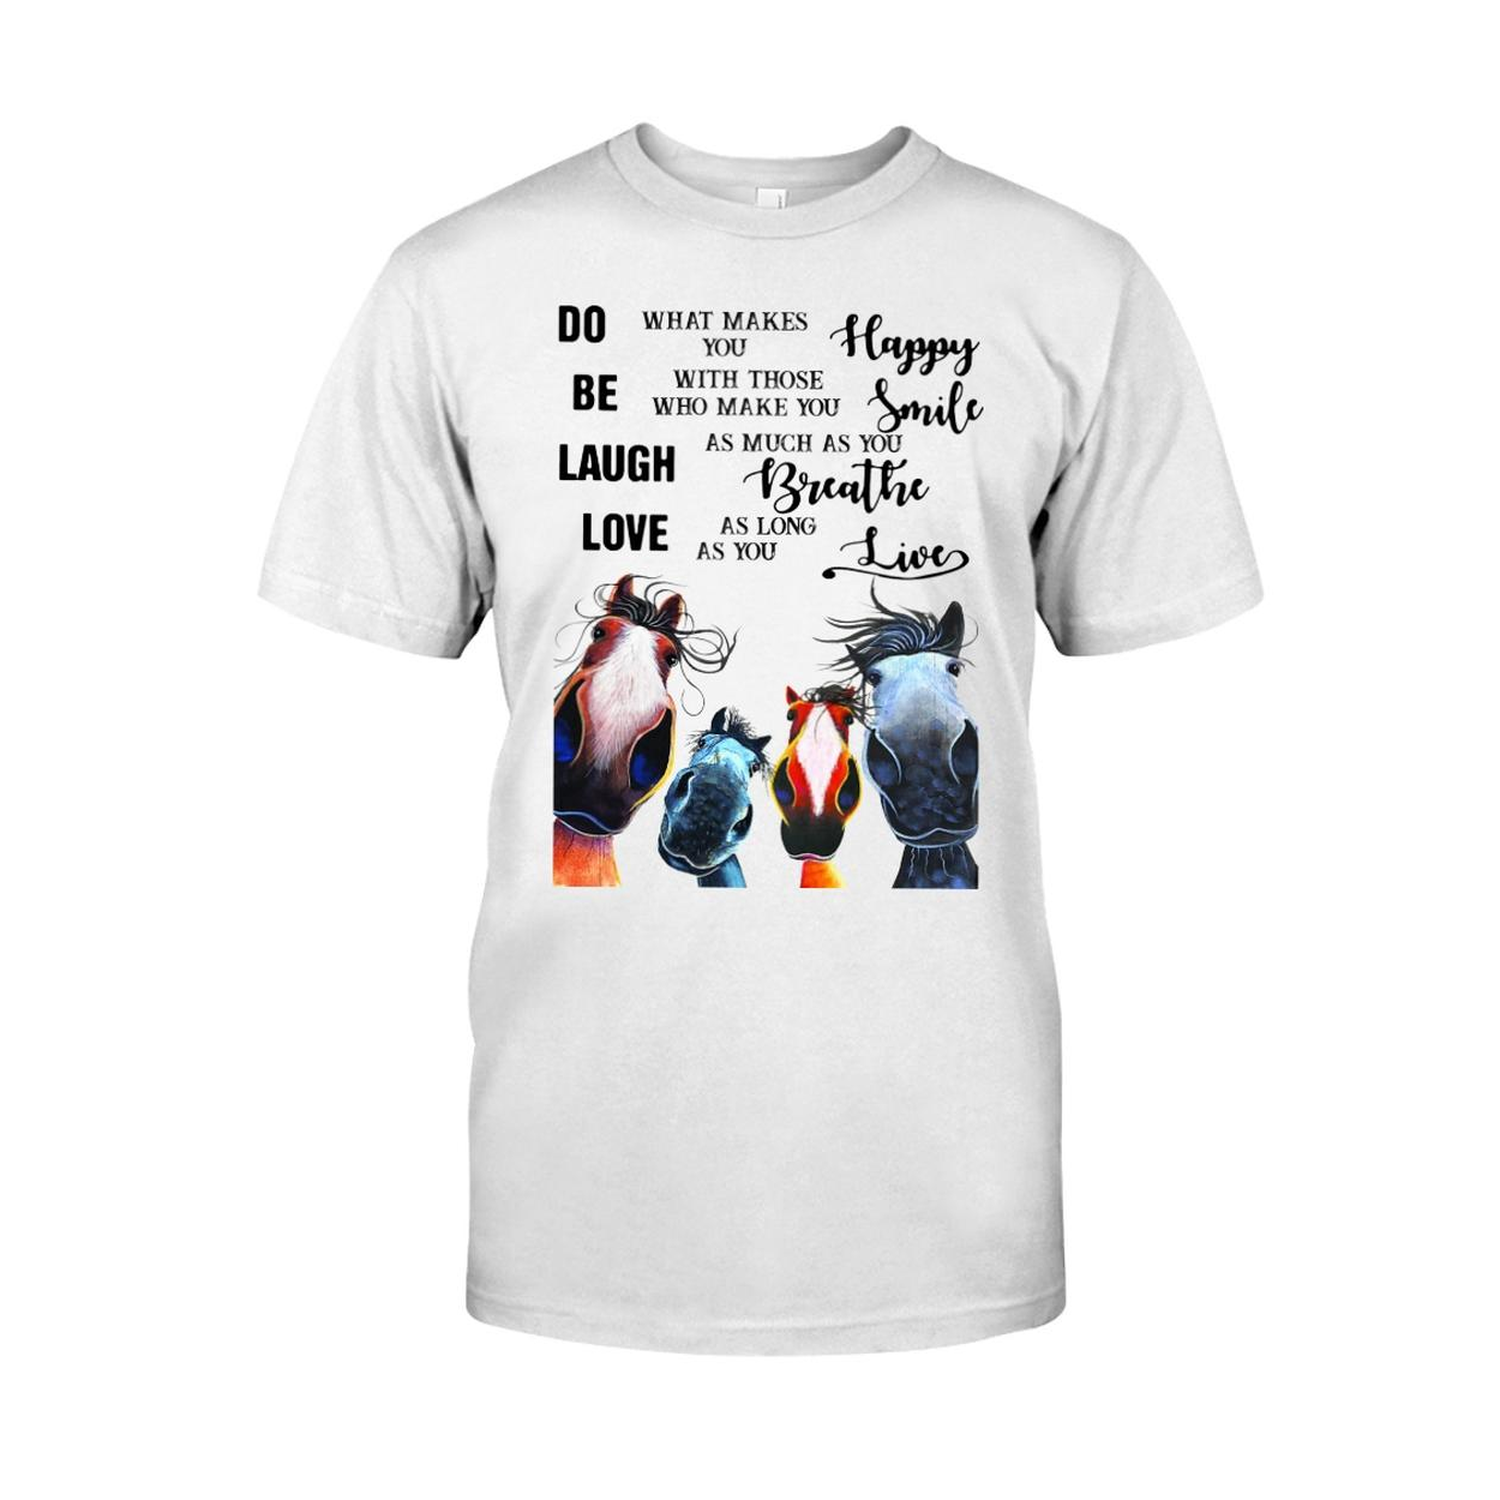 DO WHAT MAKES YOU Happy
BE WITH THOSE WHO MAKE YOU Smile
LAUGH AS MUCH AS YOU Breathe
LOVE AS LONG AS YOU Live